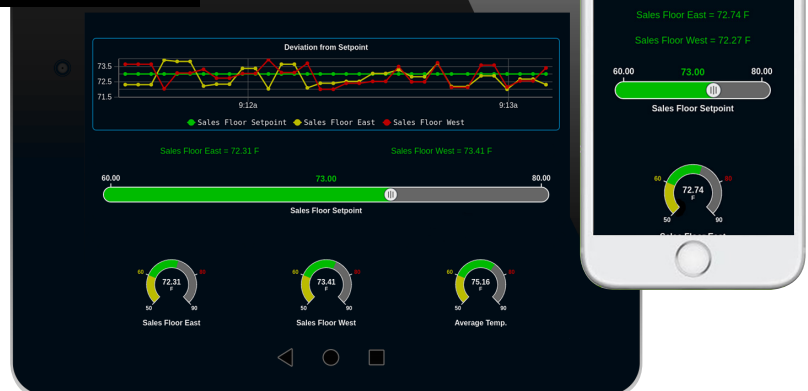 Deviation from Setpoint
73.5
72.5
71.5
9:12a
9:13a
Sales Floor Setpoint
Sales Floor East
Sales Floor West
Sales Floor East = 72.31 F
Sales Floor West = 73.41 F
60.00
73.00
80.00
Sales Floor Setpoint
60
80
72.31
F
50
90
Sales Floor East
60
80
73.41
F
50
90
Sales Floor West
60
80
75.16
F
50
90
Average Temp.
Sales Floor East = 72.74 F
Sales Floor West = 72.27 F
60.00
73.00
80.00
Sales Floor Setpoint
60
80
72.74
F
50
90
Sales Floor East